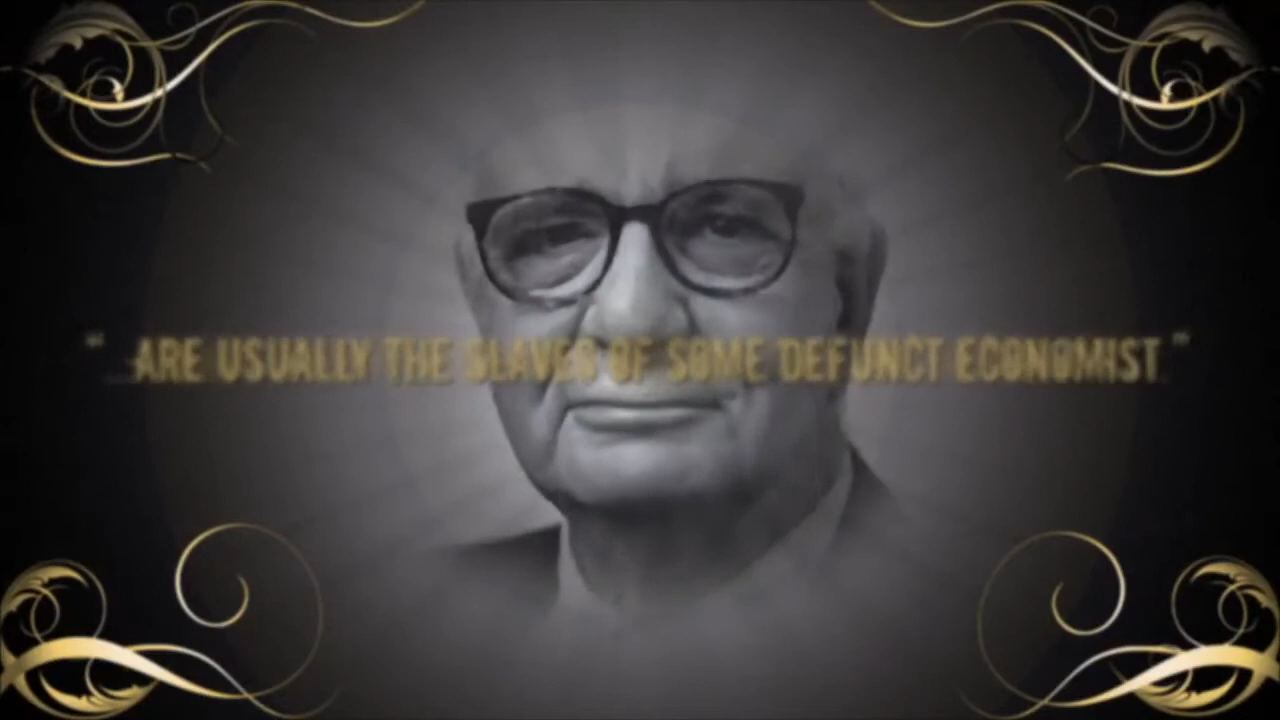 " ARE USUALLY THE SLAVES OF SOME DEFUNCT ECONOMIST. "